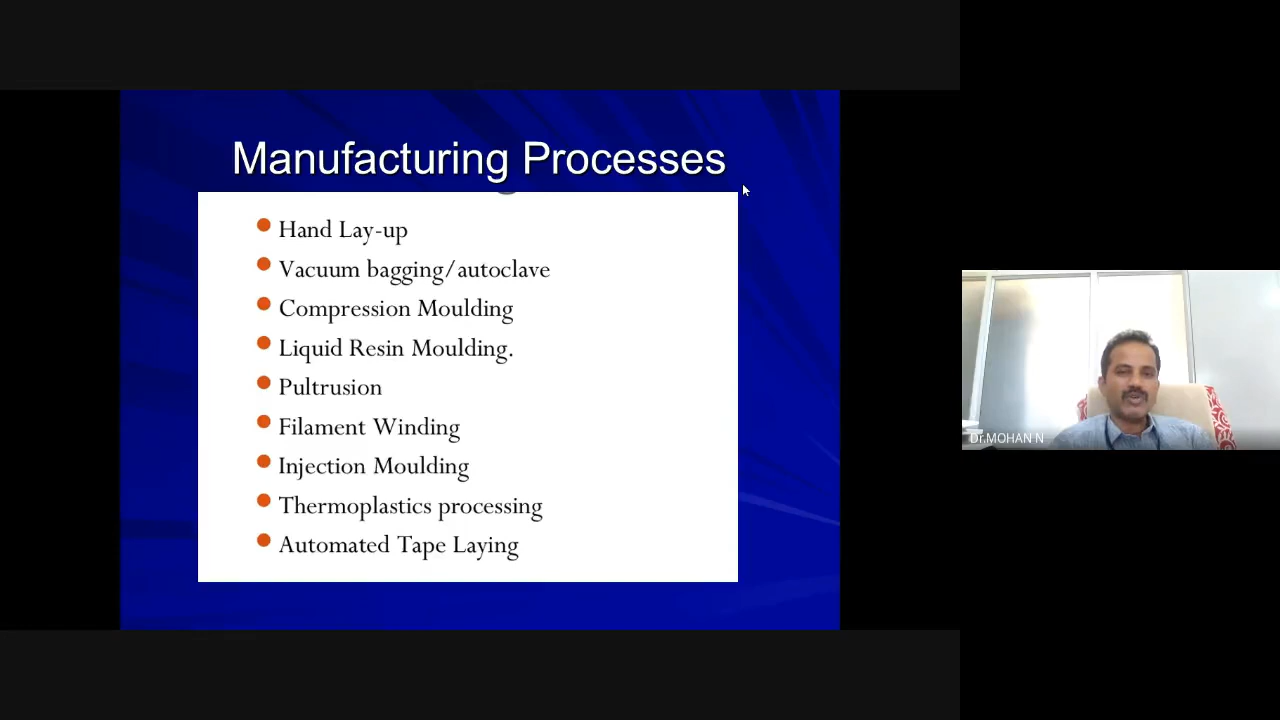 Manufacturing Processes
Hand Lay-up
Vacuum bagging/autoclave
Compression Moulding
Liquid Resin Moulding.
Pultrusion
Filament Winding
Injection Moulding
Thermoplastics processing
Automated Tape Laying
Dr.MOHAN N